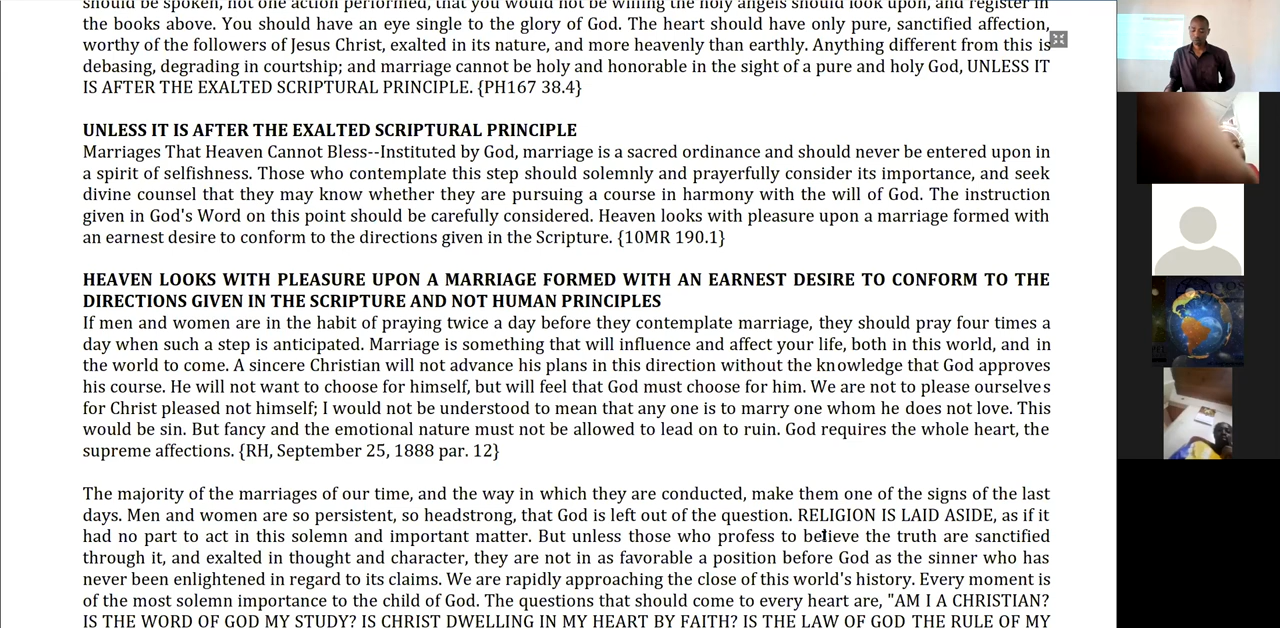 should be spoken, not one action performed, that you would not be willing the holy angels should look upon, and register in
the books above. You should have an eye single to the glory of God. The heart should have only pure, sanctified affection,
worthy of the followers of Jesus Christ, exalted in its nature, and more heavenly than earthly. Anything different from this is
debasing, degrading in courtship; and marriage cannot be holy and honorable in the sight of a pure and holy God, UNLESS IT
IS AFTER THE EXALTED SCRIPTURAL PRINCIPLE. {PH167 38.4}
UNLESS IT IS AFTER THE EXALTED SCRIPTURAL PRINCIPLE
Marriages That Heaven Cannot Bless--Instituted by God, marriage is a sacred ordinance and should never be entered upon in
a spirit of selfishness. Those who contemplate this step should solemnly and prayerfully consider its importance, and seek
divine counsel that they may know whether they are pursuing a course in harmony with the will of God. The instruction
given in God's Word on this point should be carefully considered. Heaven looks with pleasure upon a marriage formed with
an earnest desire to conform to the directions given in the Scripture. {10MR 190.1}
HEAVEN LOOKS WITH PLEASURE UPON A MARRIAGE FORMED WITH AN EARNEST DESIRE TO CONFORM TO THE
DIRECTIONS GIVEN IN THE SCRIPTURE AND NOT HUMAN PRINCIPLES
If men and women are in the habit of praying twice a day before they contemplate marriage, they should pray four times a
day when such a step is anticipated. Marriage is something that will influence and affect your life, both in this world, and in
the world to come. A sincere Christian will not advance his plans in this direction without the knowledge that God approves
his course. He will not want to choose for himself, but will feel that God must choose for him. We are not to please ourselves
for Christ pleased not himself; I would not be understood to mean that any one is to marry one whom he does not love. This
would be sin. But fancy and the emotional nature must not be allowed to lead on to ruin. God requires the whole heart, the
supreme affections. {RH, September 25, 1888 par. 12}
The majority of the marriages of our time, and the way in which they are conducted, make them one of the signs of the last
days. Men and women are so persistent, so headstrong, that God is left out of the question. RELIGION IS LAID ASIDE, as if it
had no part to act in this solemn and important matter. But unless those who profess to believe the truth are sanctified
through it, and exalted in thought and character, they are not in as favorable a position before God as the sinner who has
never been enlightened in regard to its claims. We are rapidly approaching the close of this world's history. Every moment is
of the most solemn importance to the child of God. The questions that should come to every heart are, "AM I A CHRISTIAN?
IS THE WORD OF GOD MY STUDY? IS CHRIST DWELLING IN MY HEART BY FAITH? IS THE LAW OF GOD THE RULE OF MY